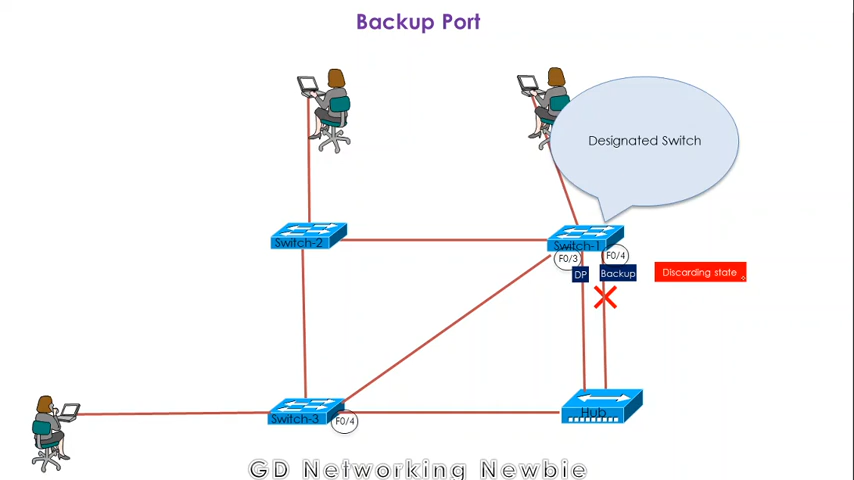 Backup Port
Designated Switch
Switch-2
Switch-1
F0/3
F0/4
DP
Backup
Discarding state
Switch-3
F0/4
Hub
GD Networking Newbie